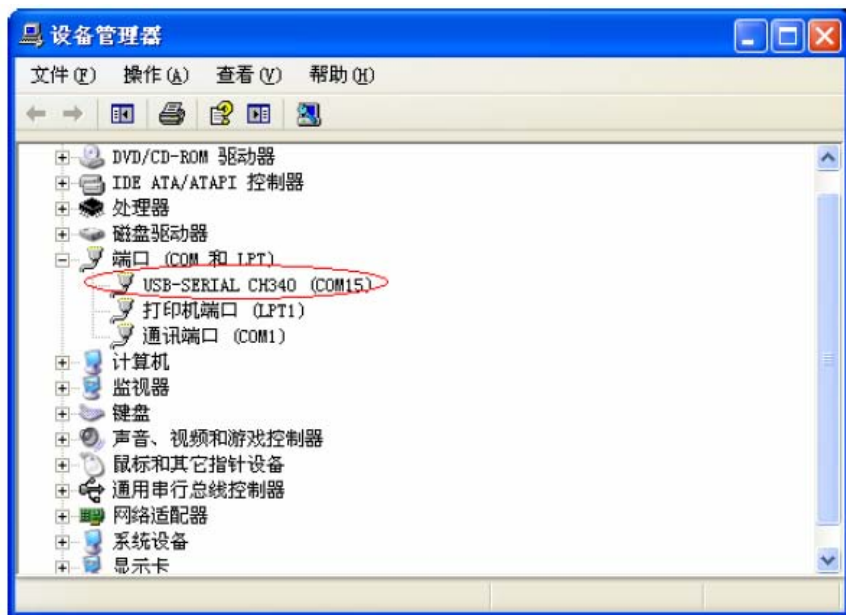 设备管理器
文件(F) 操作(A) 查看(V) 帮助(H)
DVD/CD-ROM 驱动器
IDE ATA/ATAPI 控制器
处理器
磁盘驱动器
端口 (COM 和 LPT)
USB-SERIAL CH340 (COM15)
打印机端口 (LPT1)
通讯端口 (COM1)
计算机
监视器
键盘
声音、视频和游戏控制器
鼠标和其它指针设备
通用串行总线控制器
网络适配器
系统设备
显示卡